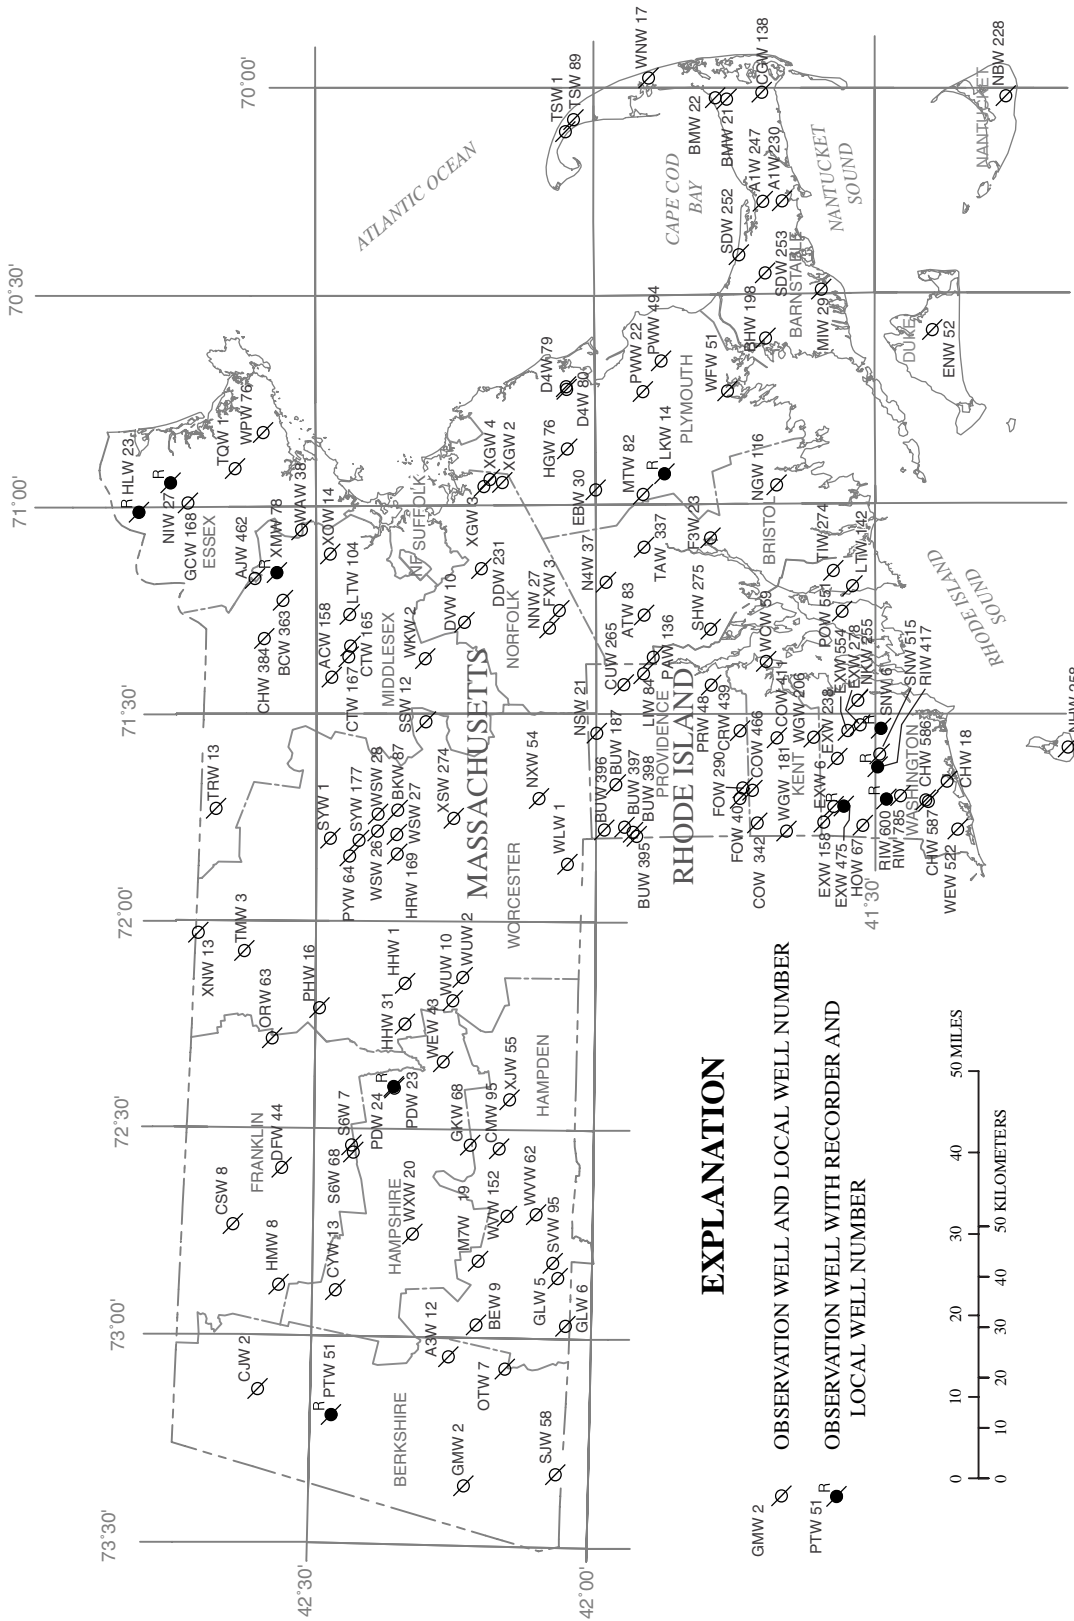 73°30'
73°00'
72°30'
72°00'
71°30'
71°00'
70°30'
70°00'
42°30'
42°00'
41°30'
ATLANTIC OCEAN
CAPE COD
BAY
NANTUCKET
SOUND
RHODE ISLAND
SOUND
MASSACHUSETTS
RHODE ISLAND
BERKSHIRE
FRANKLIN
HAMPSHIRE
HAMPDEN
WORCESTER
MIDDLESEX
ESSEX
SUFFOLK
NORFOLK
BRISTOL
PLYMOUTH
BARNSTABLE
DUKE
NANTUCKET
PROVIDENCE
KENT
WASHINGTON
CJW 2
R PTW 51
GMW 2
SJW 58
OTW 7
A3W 12
BEW 9
GLW 6
GLW 5
SVW 95
HMW 8
CYW 13
CSW 8
DFW 44
S6W 68
S6W 7
WXW 20
M7W 19
WVW 152
WVW 62
CMW 95
GKW 68
XJW 55
PDW 24
R
PDW 23
WEW 43
HHW 31
HHW 1
WUW 10
WUW 2
ORW 63
PHW 16
TMW 3
XNW 13
TRW 13
SYW 1
SYW 177
PYW 64
WSW 26
WSW 28
BKW 87
WSW 27
HRW 169
XSW 274
NXW 54
WLW 1
SSW 12
WKW 2
CTW 167
CTW 165
ACW 158
LTW 104
CHW 384
BCW 363
AJW 462
R XMW 78
WAW 38
XOW 14
GCW 168
NIW 27
R
R HLW 23
TQW 1
WPW 76
DVW 10
DDW 231
XGW 3
XGW 4
XGW 2
NNW 27
FXW 3
N4W 37
EBW 30
HGW 76
D4W 79
D4W 80
MTW 82
R LKW 14
PWW 22
PWW 494
WFW 51
TAW 337
F3W 23
NGW 116
ATW 83
SHW 275
BHW 198
SDW 252
SDW 253
MIW 29
A1W 247
A1W 230
BMW 22
BMW 21
CGW 138
WNW 17
TSW 1
TSW 89
ENW 52
NBW 228
NSW 21
CUW 265
LIW 84
PAW 136
BUW 187
BUW 396
BUW 397
BUW 398
BUW 395
PRW 48
CRW 439
WCW 59
FOW 290
FOW 40
COW 466
COW 411
COW 342
WGW 206
WGW 181
TIW 274
LTW 142
POW 551
EXW 554
EXW 278
NKW 255
EXW 238
EXW 6
EXW 158
EXW 475
R
HOW 67
R
SNW 6
SNW 515
RIW 417
R
R
RIW 600
RIW 785
CHW 586
CHW 587
CHW 18
WEW 522
EXPLANATION
GMW 2
OBSERVATION WELL AND LOCAL WELL NUMBER
PTW 51 R
OBSERVATION WELL WITH RECORDER AND
LOCAL WELL NUMBER
0 10 20 30 40 50 MILES
0 10 20 30 40 50 KILOMETERS